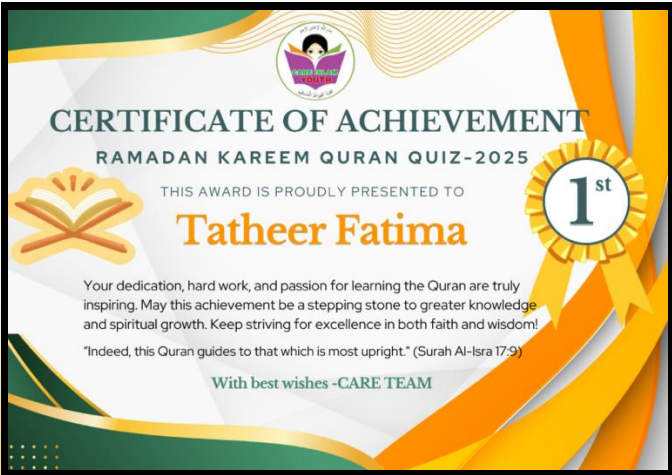 CARE ISLAM
YOUTH
CERTIFICATE OF ACHIEVEMENT
RAMADAN KAREEM QURAN QUIZ-2025
THIS AWARD IS PROUDLY PRESENTED TO
1st
Tatheer Fatima
Your dedication, hard work, and passion for learning the Quran are truly
inspiring. May this achievement be a stepping stone to greater knowledge
and spiritual growth. Keep striving for excellence in both faith and wisdom!
"Indeed, this Quran guides to that which is most upright." (Surah Al-Isra 17:9)
With best wishes -CARE TEAM